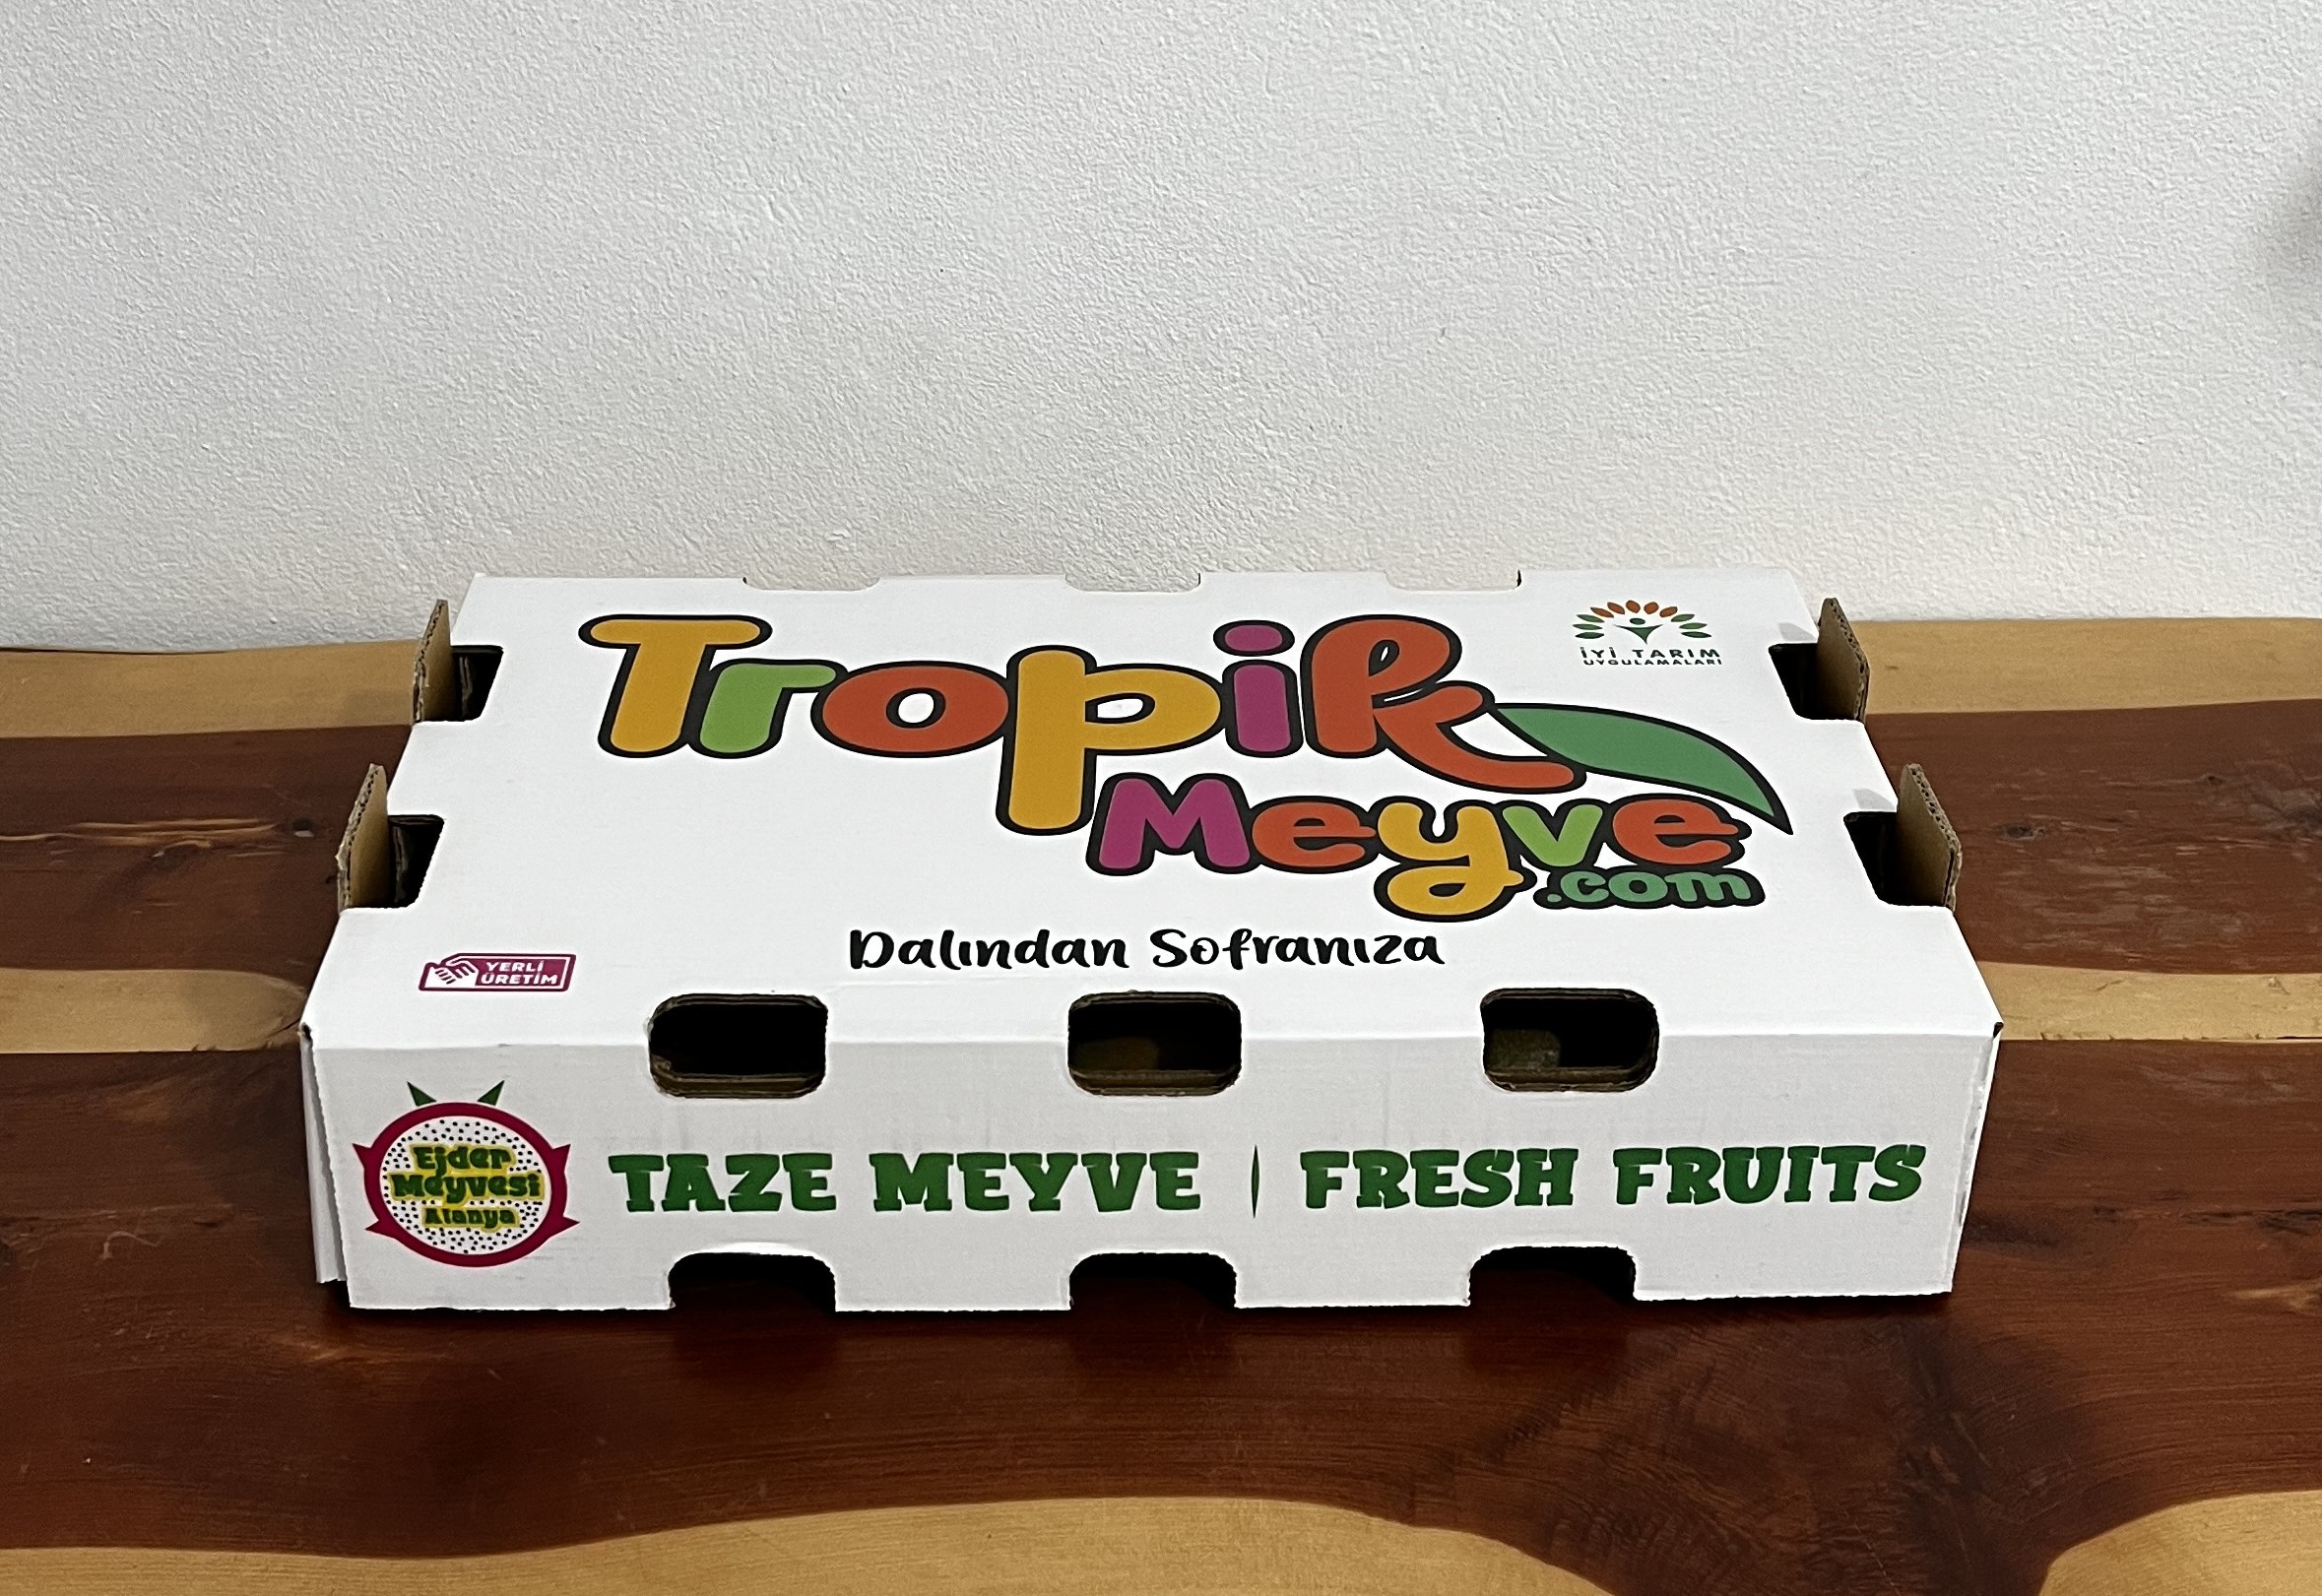 Tropik
Meyve
.com
İYİ TARIM
UYGULAMALARI
Dalından Sofranıza
YERLİ
ÜRETİM
Ejder
Meyvesi
Alanya
TAZE MEYVE | FRESH FRUITS